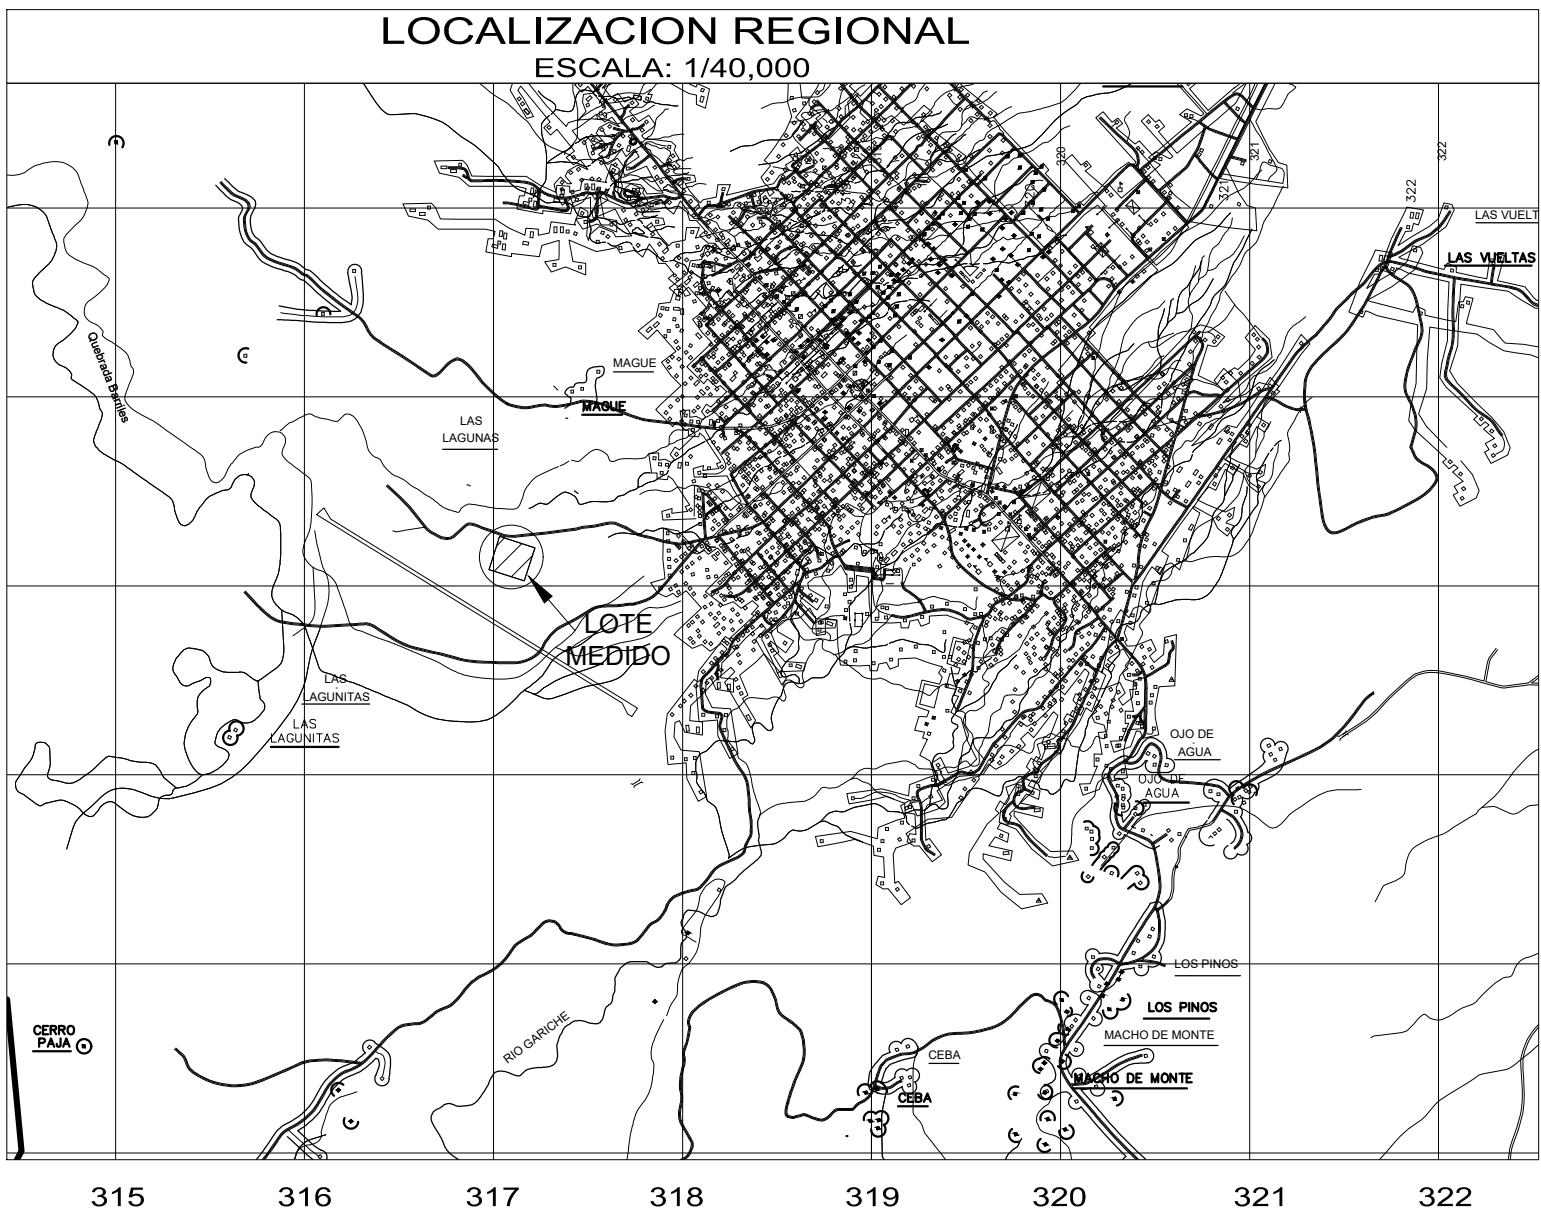 LOCALIZACION REGIONAL
ESCALA: 1/40,000
320
321
322
321
322
LAS VUELT
LAS VUELTAS
Quebrada Barriles
MAGUE
MAGUE
LAS
LAGUNAS
LOTE
MEDIDO
LAS
LAGUNITAS
LAS
LAGUNITAS
OJO DE
AGUA
OJO DE
AGUA
LOS PINOS
LOS PINOS
MACHO DE MONTE
MACHO DE MONTE
CERRO
PAJA
RIO GARICHE
CEBA
CEBA
315
316
317
318
319
320
321
322